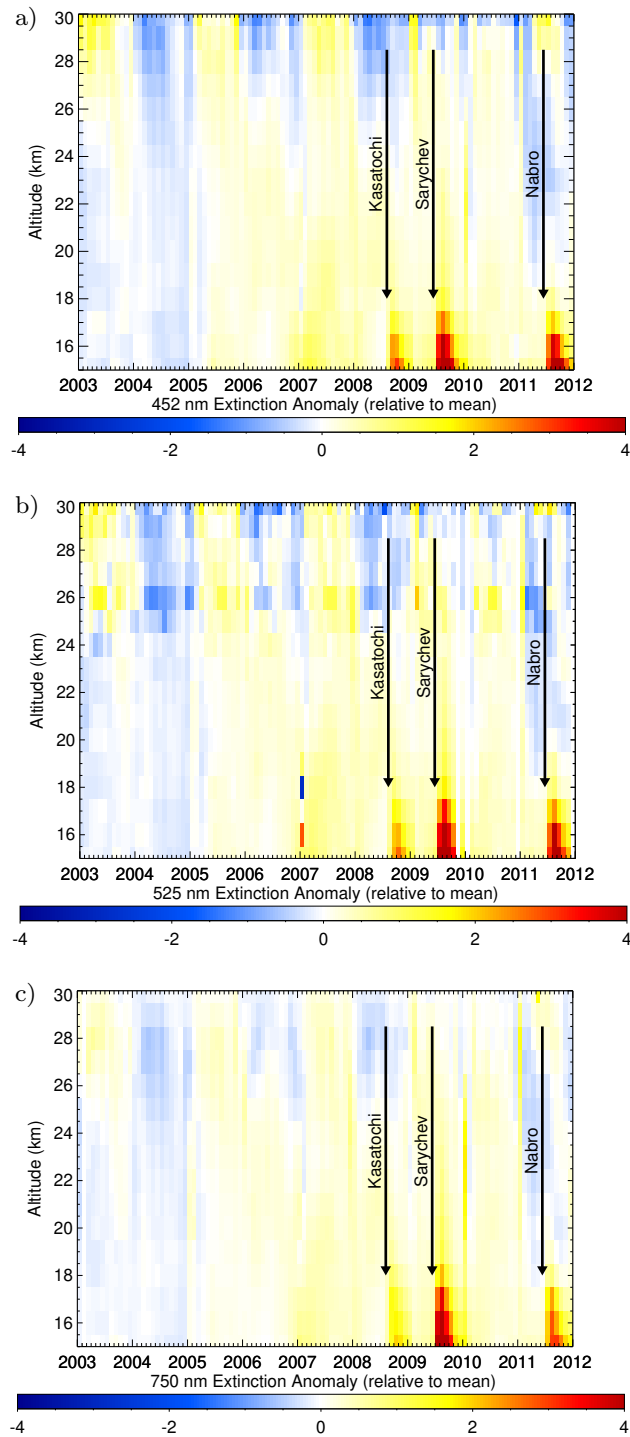 a)
30
28
26
24
22
20
18
16
Altitude (km)
Kasatochi
Sarychev
Nabro
2003 2004 2005 2006 2007 2008 2009 2010 2011 2012
452 nm Extinction Anomaly (relative to mean)
-4 -2 0 2 4
b)
30
28
26
24
22
20
18
16
Altitude (km)
Kasatochi
Sarychev
Nabro
2003 2004 2005 2006 2007 2008 2009 2010 2011 2012
525 nm Extinction Anomaly (relative to mean)
-4 -2 0 2 4
c)
30
28
26
24
22
20
18
16
Altitude (km)
Kasatochi
Sarychev
Nabro
2003 2004 2005 2006 2007 2008 2009 2010 2011 2012
750 nm Extinction Anomaly (relative to mean)
-4 -2 0 2 4